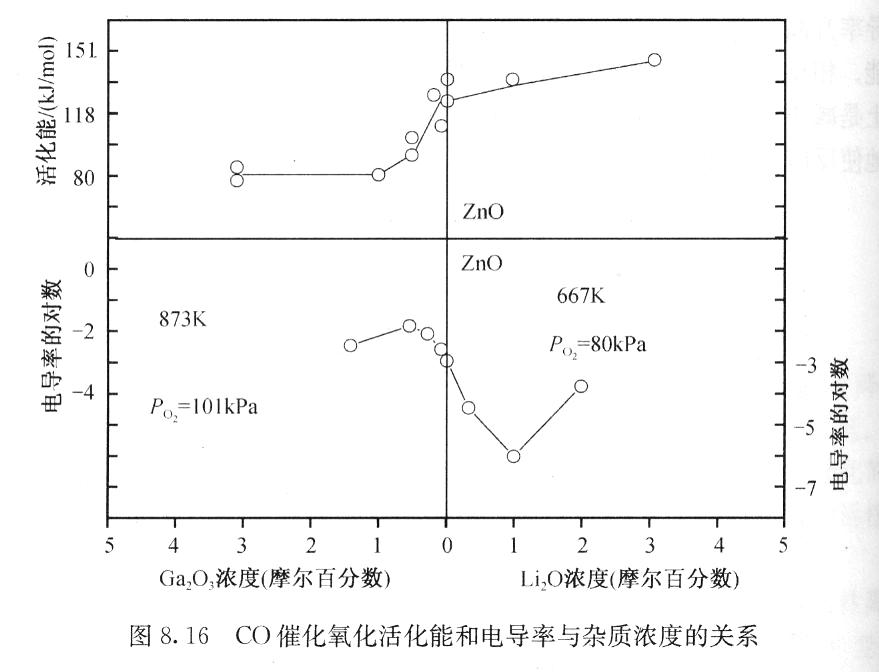 活化能/(kJ/mol)
151
118
80
ZnO
ZnO
电导率的对数
0
−2
−4
873K
P_O₂=101kPa
667K
P_O₂=80kPa
−3
−5
−7
电导率的对数
5 4 3 2 1 0 1 2 3 4 5
Ga₂O₃浓度(摩尔百分数) Li₂O浓度(摩尔百分数)
图 8.16 CO 催化氧化活化能和电导率与杂质浓度的关系